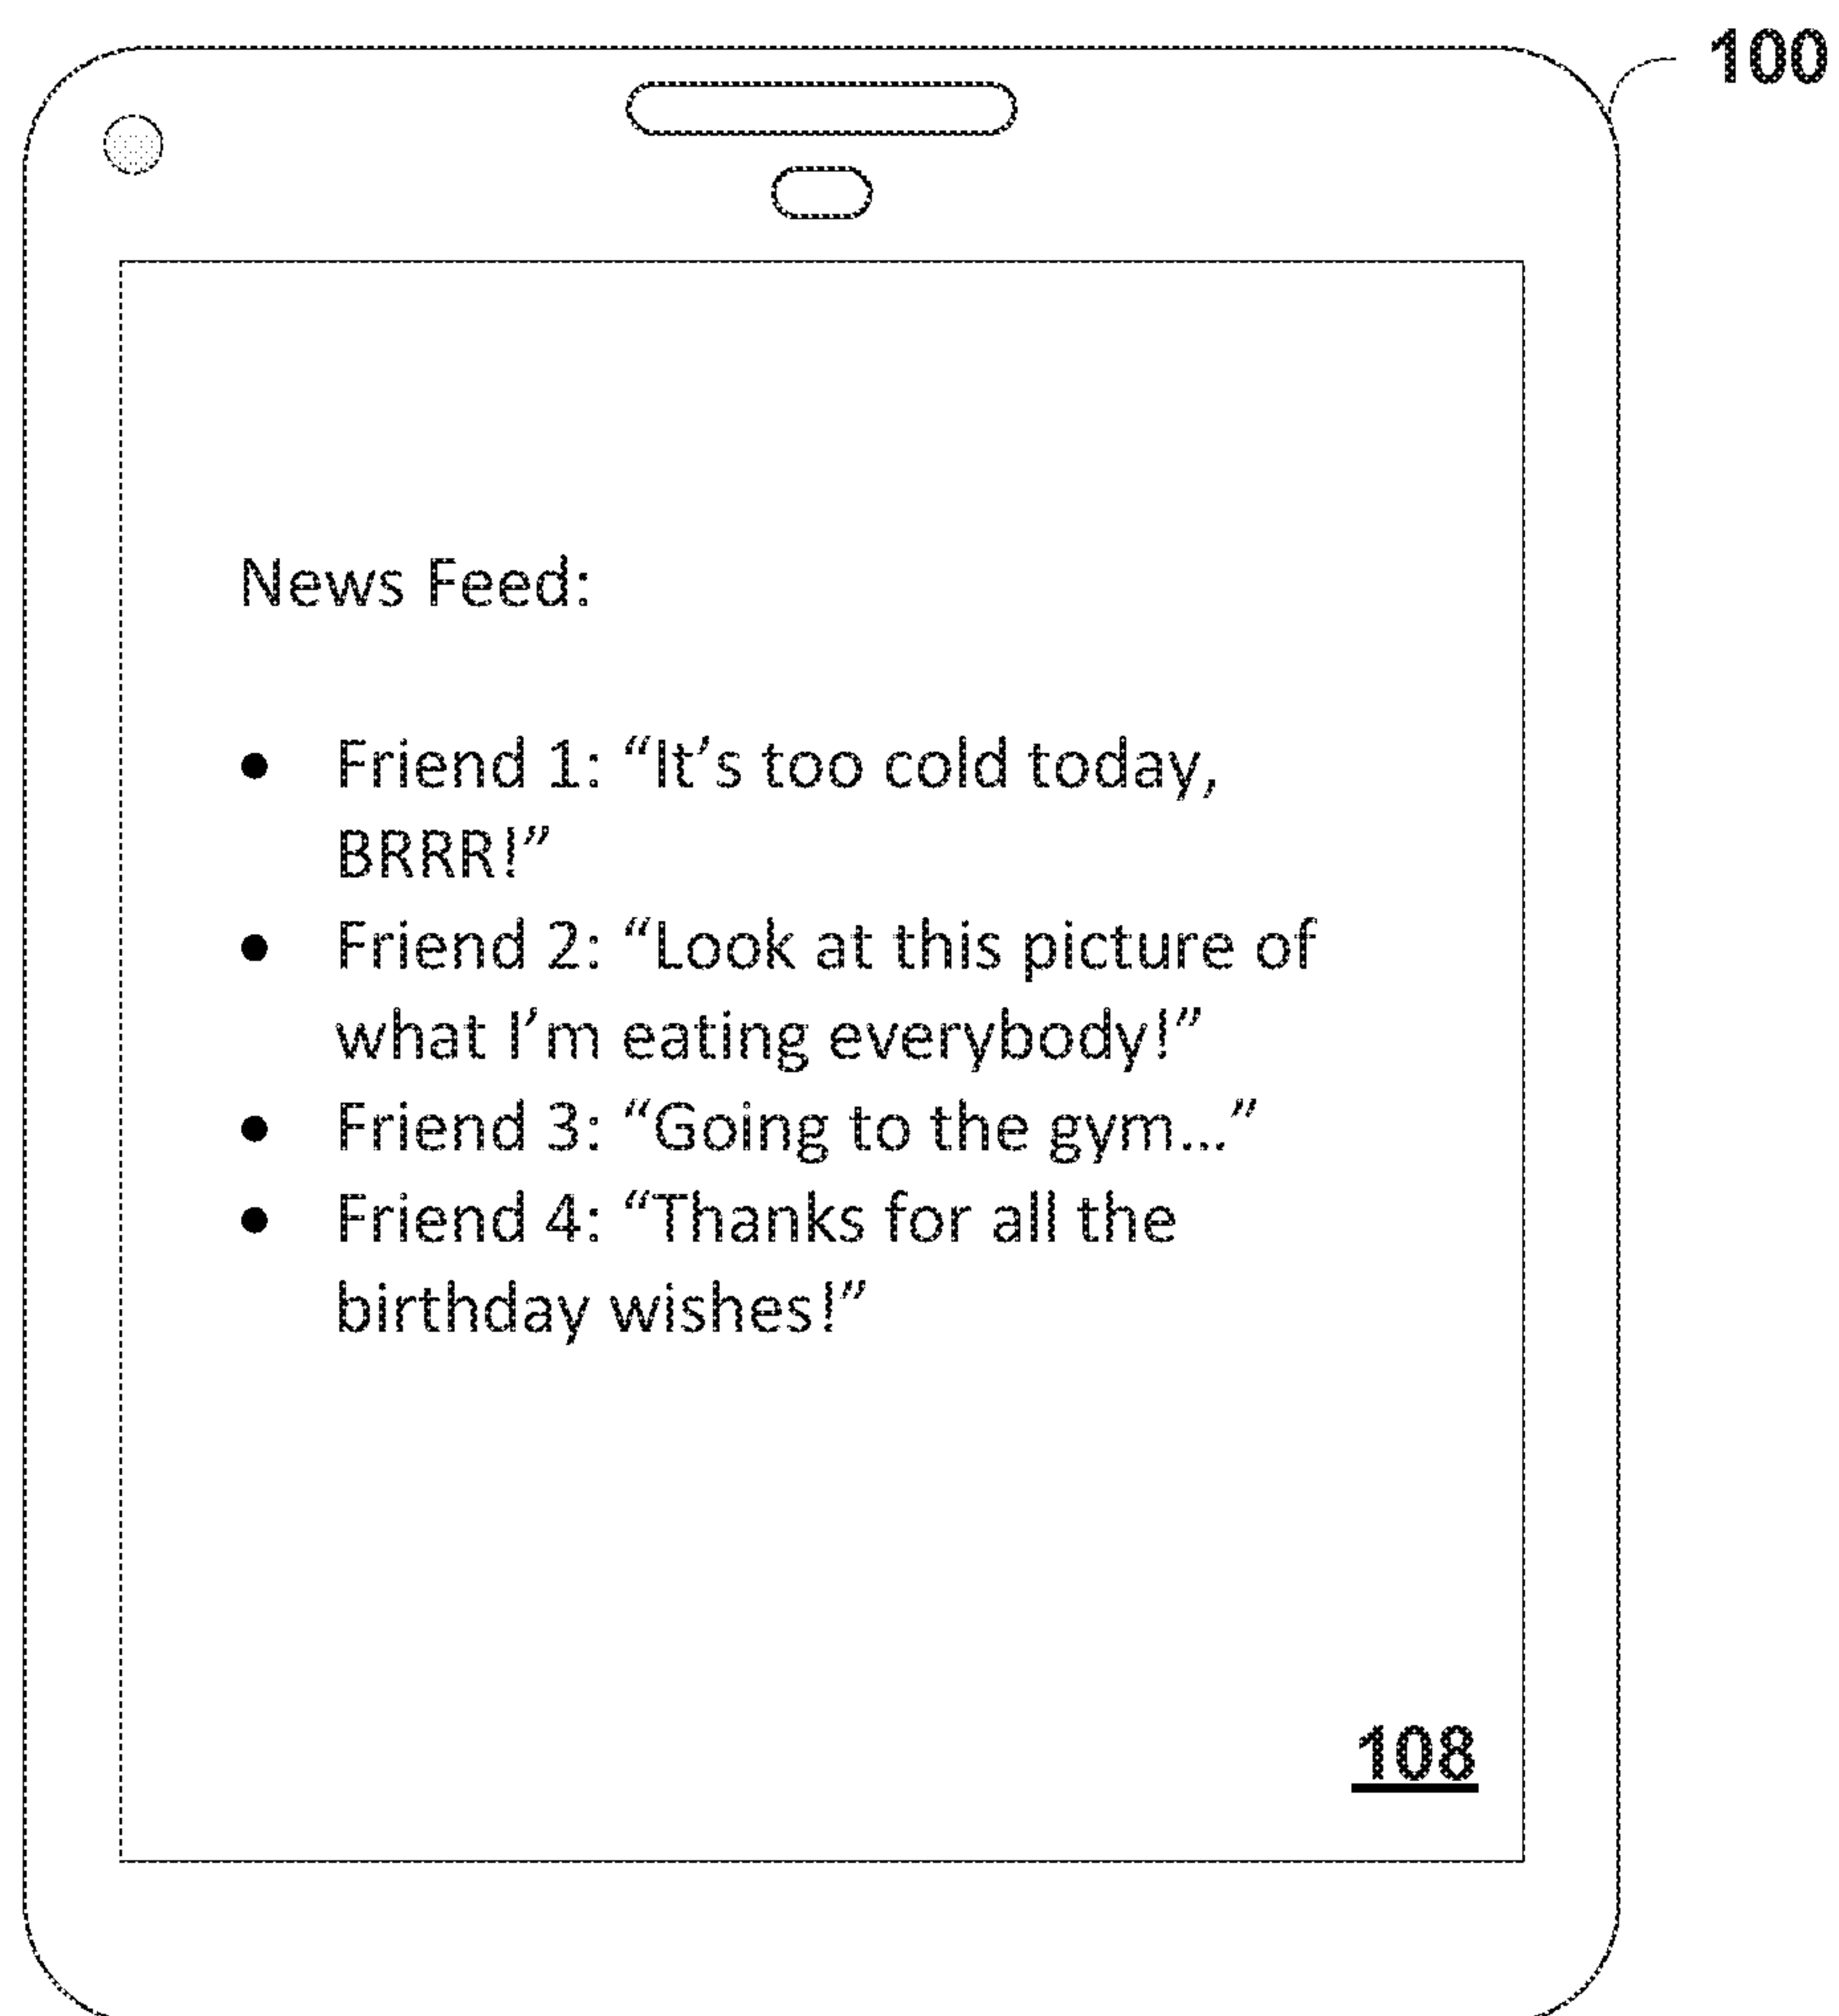 100
News Feed:
• Friend 1: “It’s too cold today,
BRRR!”
• Friend 2: “Look at this picture of
what I’m eating everybody!”
• Friend 3: “Going to the gym...”
• Friend 4: “Thanks for all the
birthday wishes!”
108